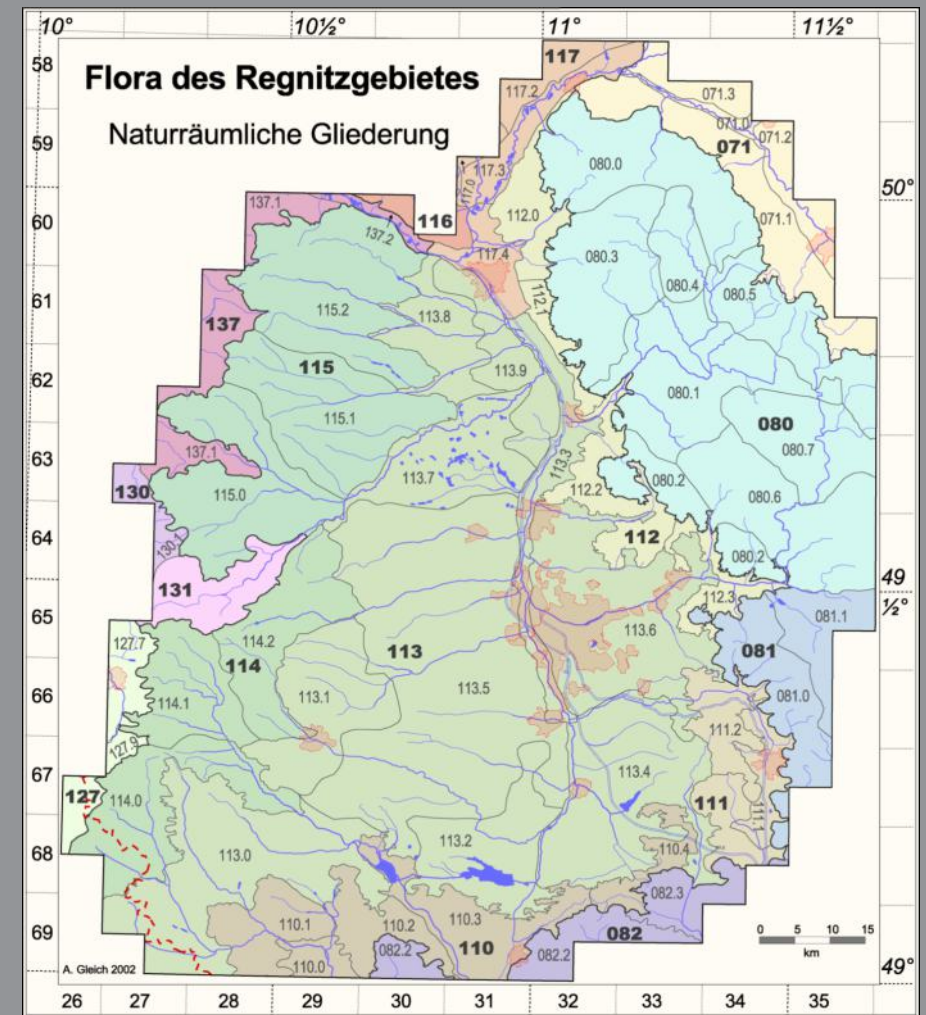 10° 10½° 11° 11½°
58 117
Flora des Regnitzgebietes
117.2 071.3
Naturräumliche Gliederung
071.0 071.2
59 071
080.0
117.3
117.0
137.1 50°
60 116 112.0 071.1
137.2
117.4 080.3
080.4 080.5
61 112.1
115.2 113.8
137
115 113.9
62 080.1
115.1 080
137.1 113.3 080.7
63 113.7 080.2
130 115.0 112.2 080.6
64 112
130.1 080.2
131 49
112.3 ½°
65 081.1
127.7 114.2 113.6
113 081
114
66 113.1 113.5 081.0
114.1
111.2
127.9
67 113.4
127 114.0 111
111.1
68 113.2
113.0 110.4
082.3
110.1 110.2 110.3
69 082
110 082.2
082.2
110.0
0 5 10 15
km
A. Gleich 2002
49°
26 27 28 29 30 31 32 33 34 35